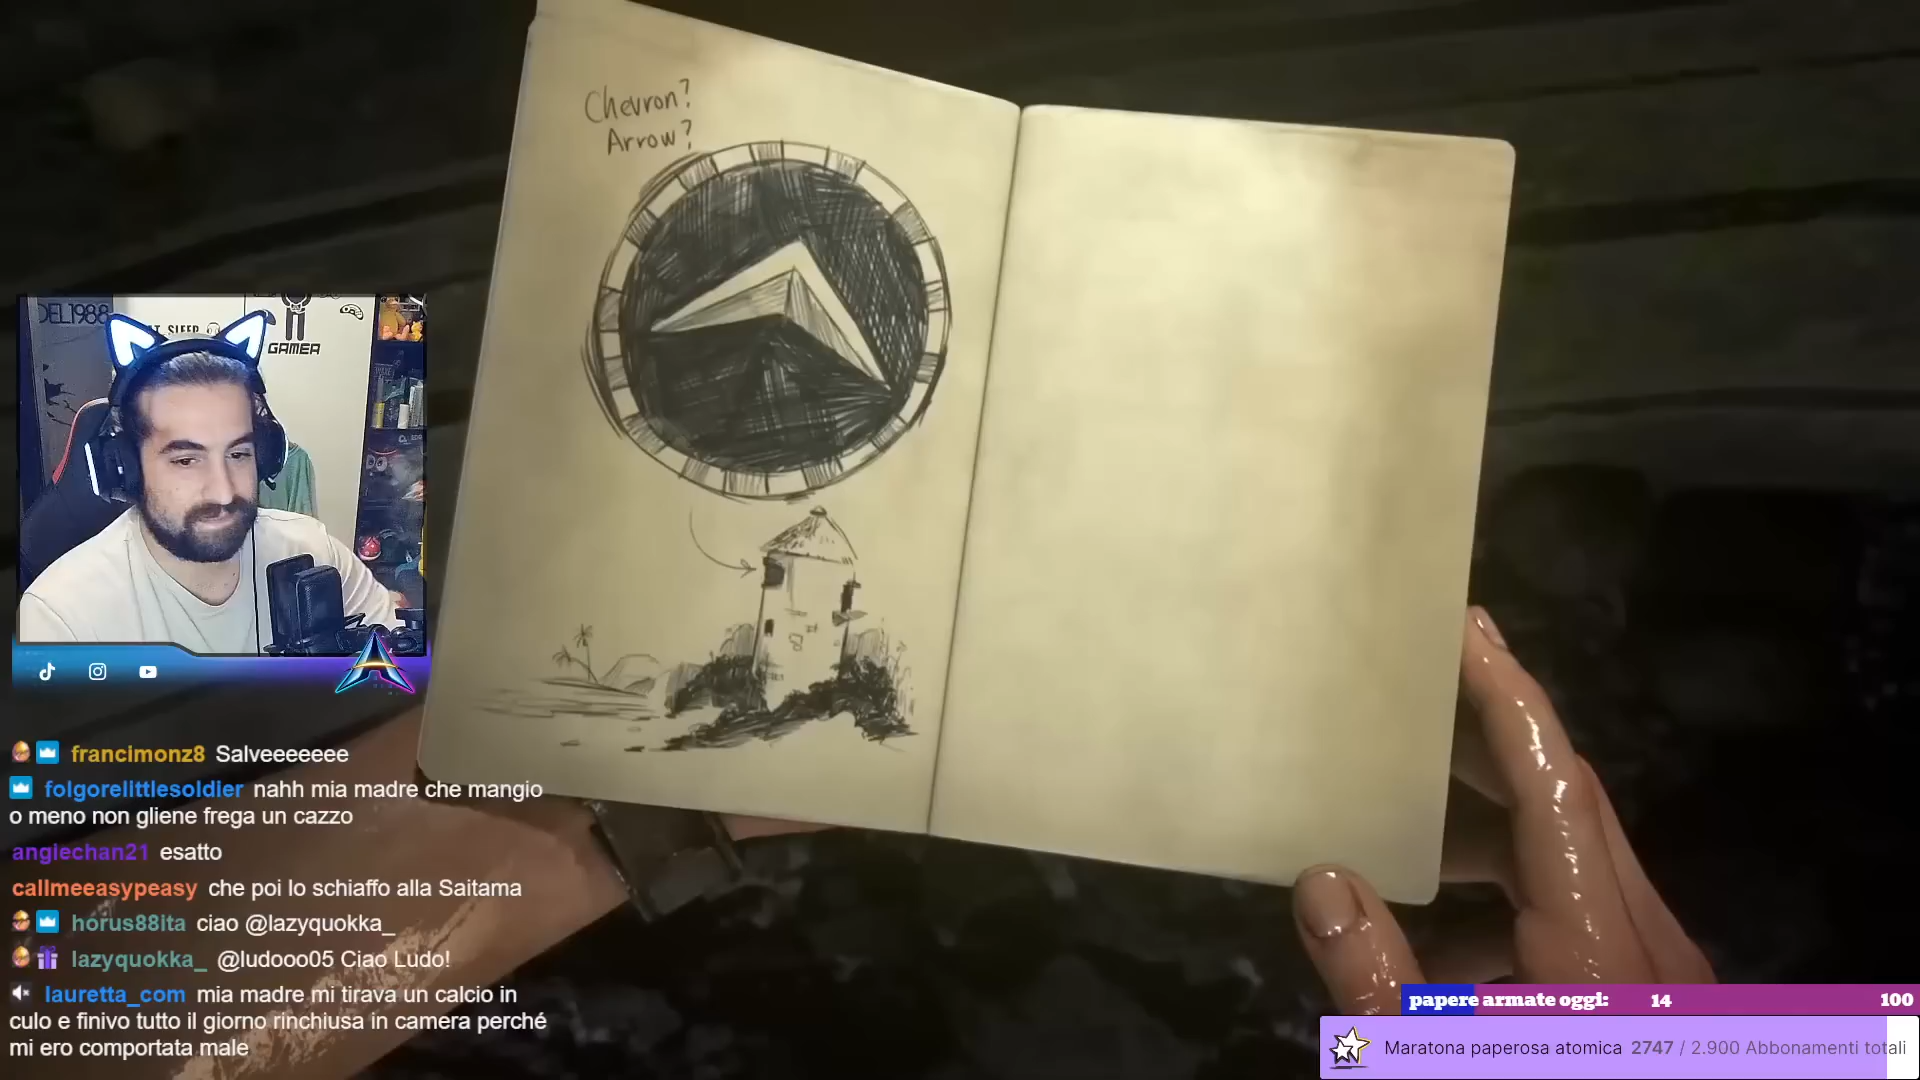 Chevron?
Arrow?
DEL1988
GAMER
francimonz8 Salveeeeeee
folgorelittlesoldier nahh mia madre che mangio
o meno non gliene frega un cazzo
angiechan21 esatto
callmeeasypeasy che poi lo schiaffo alla Saitama
horus88ita ciao @lazyquokka_
lazyquokka_ @ludooo05 Ciao Ludo!
lauretta_com mia madre mi tirava un calcio in
culo e finivo tutto il giorno rinchiusa in camera perché
mi ero comportata male
papere armate oggi: 14 100
Maratona paperosa atomica 2747 / 2.900 Abbonamenti totali